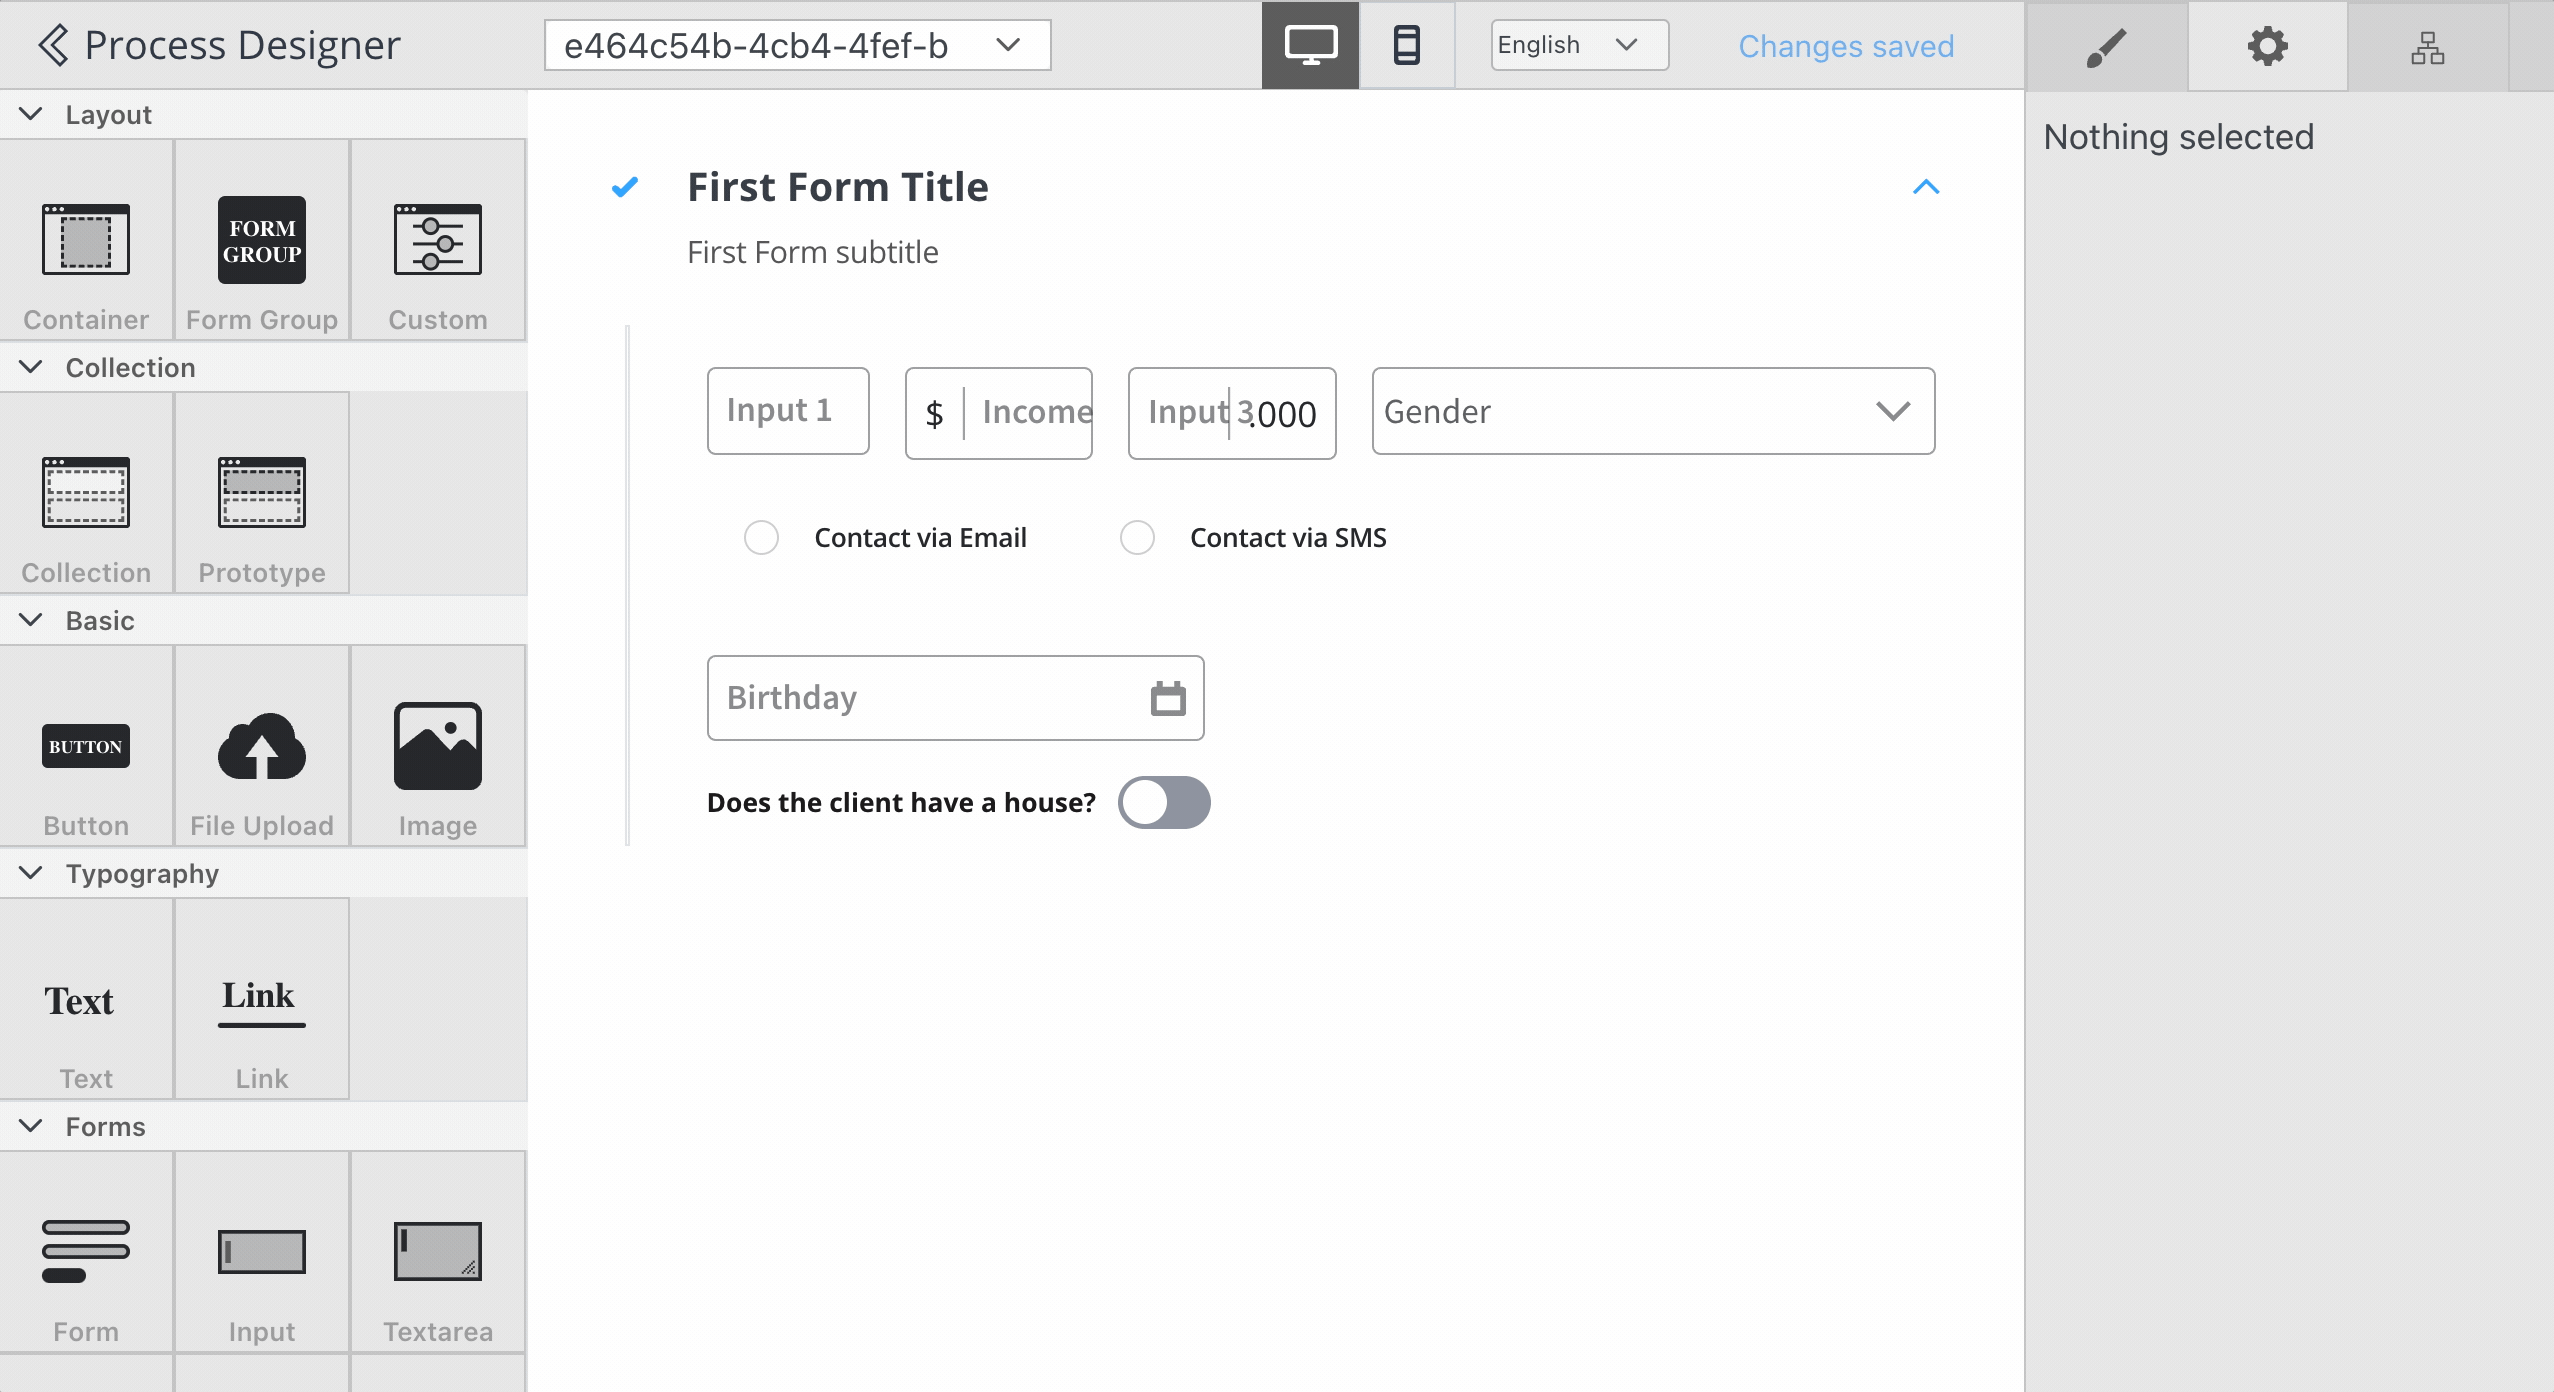 Process Designer
e464c54b-4cb4-4fef-b
English
Changes saved
Nothing selected
Layout
FORM
GROUP
Container
Form Group
Custom
Collection
Collection
Prototype
Basic
BUTTON
Button
File Upload
Image
Typography
Text
Link
Text
Link
Forms
Form
Input
Textarea
First Form Title
First Form subtitle
Input 1
$ Income
Input 3 .000
Gender
Contact via Email
Contact via SMS
Birthday
Does the client have a house?